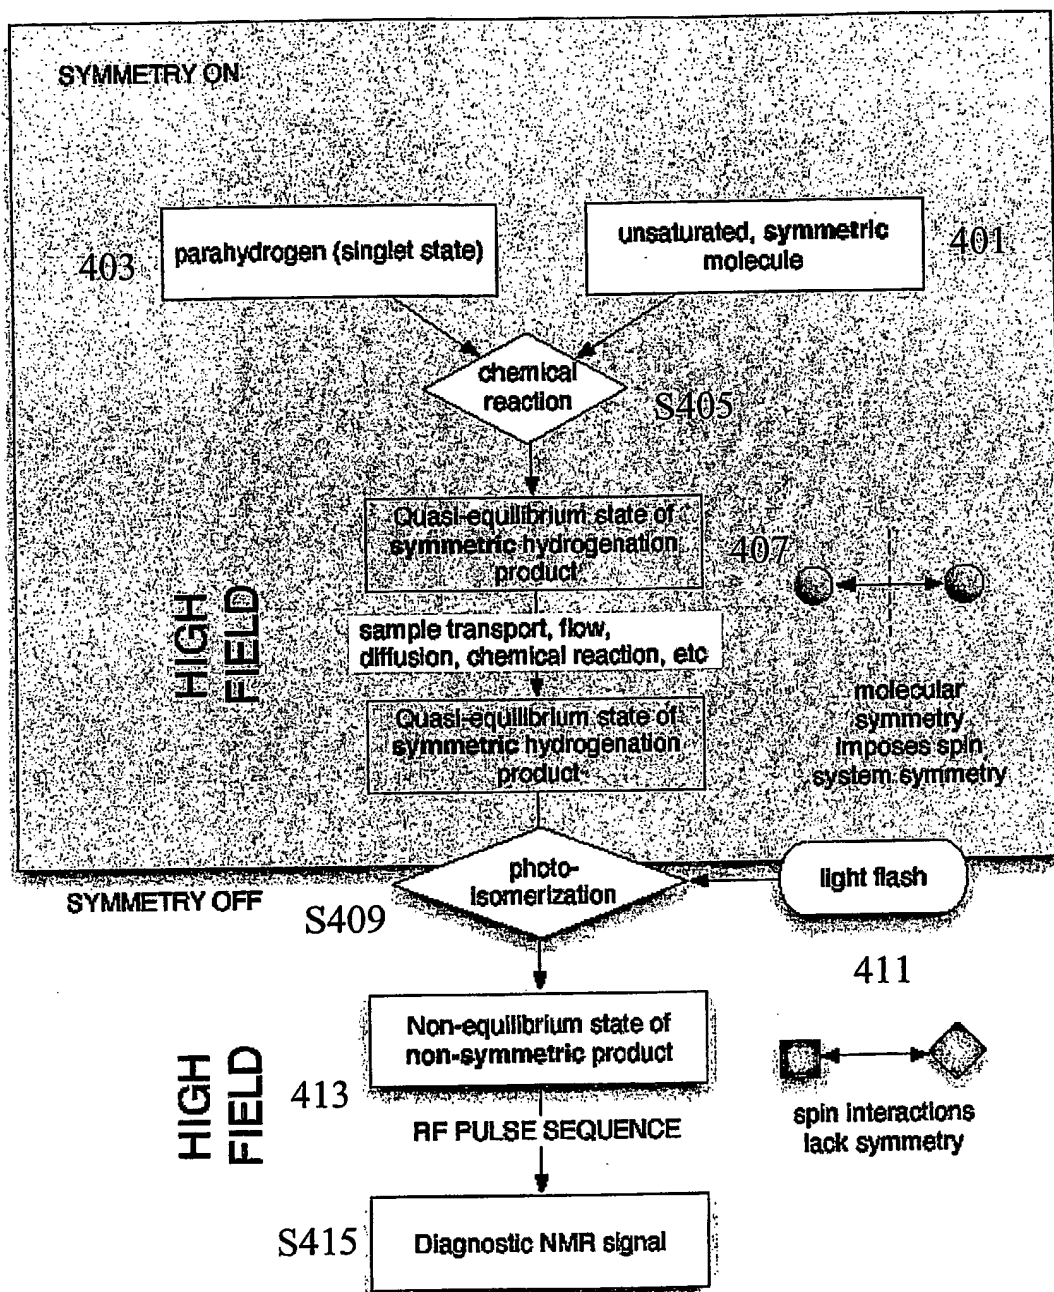 SYMMETRY ON
403
parahydrogen (singlet state)
unsaturated, symmetric
molecule
401
chemical
reaction
S405
Quasi-equilibrium state of
symmetric hydrogenation
product
407
HIGH
FIELD
sample transport, flow,
diffusion, chemical reaction, etc
Quasi-equilibrium state of
symmetric hydrogenation
product
molecular
symmetry
imposes spin
system symmetry
SYMMETRY OFF
S409
photo-
isomerization
light flash
411
HIGH
FIELD
413
Non-equilibrium state of
non-symmetric product
spin interactions
lack symmetry
RF PULSE SEQUENCE
S415
Diagnostic NMR signal